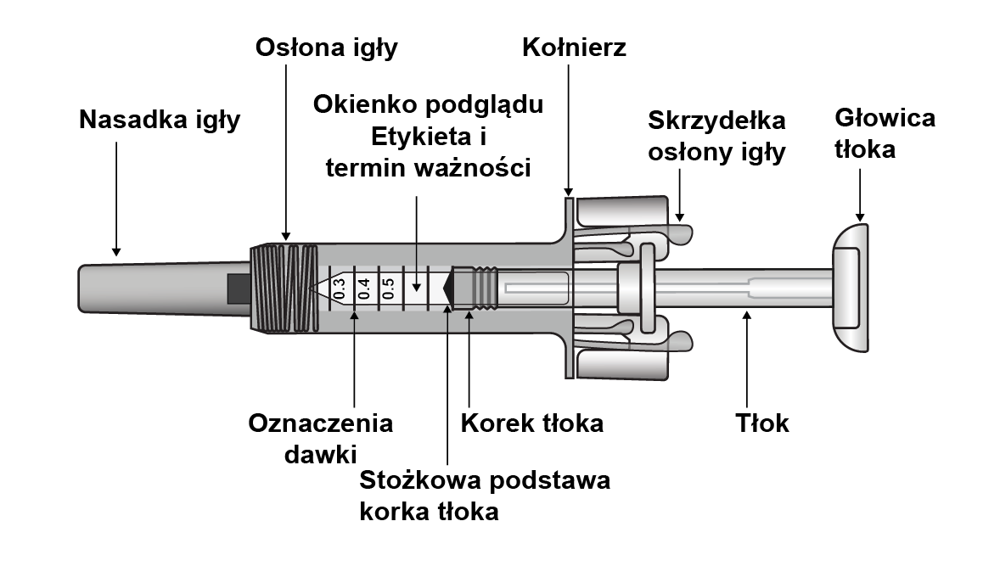 Osłona igły
Kołnierz
Nasadka igły
Okienko podglądu
Etykieta i
termin ważności
Skrzydełka
osłony igły
Głowica
tłoka
0.3
0.4
0.5
Oznaczenia
dawki
Korek tłoka
Tłok
Stożkowa podstawa
korka tłoka